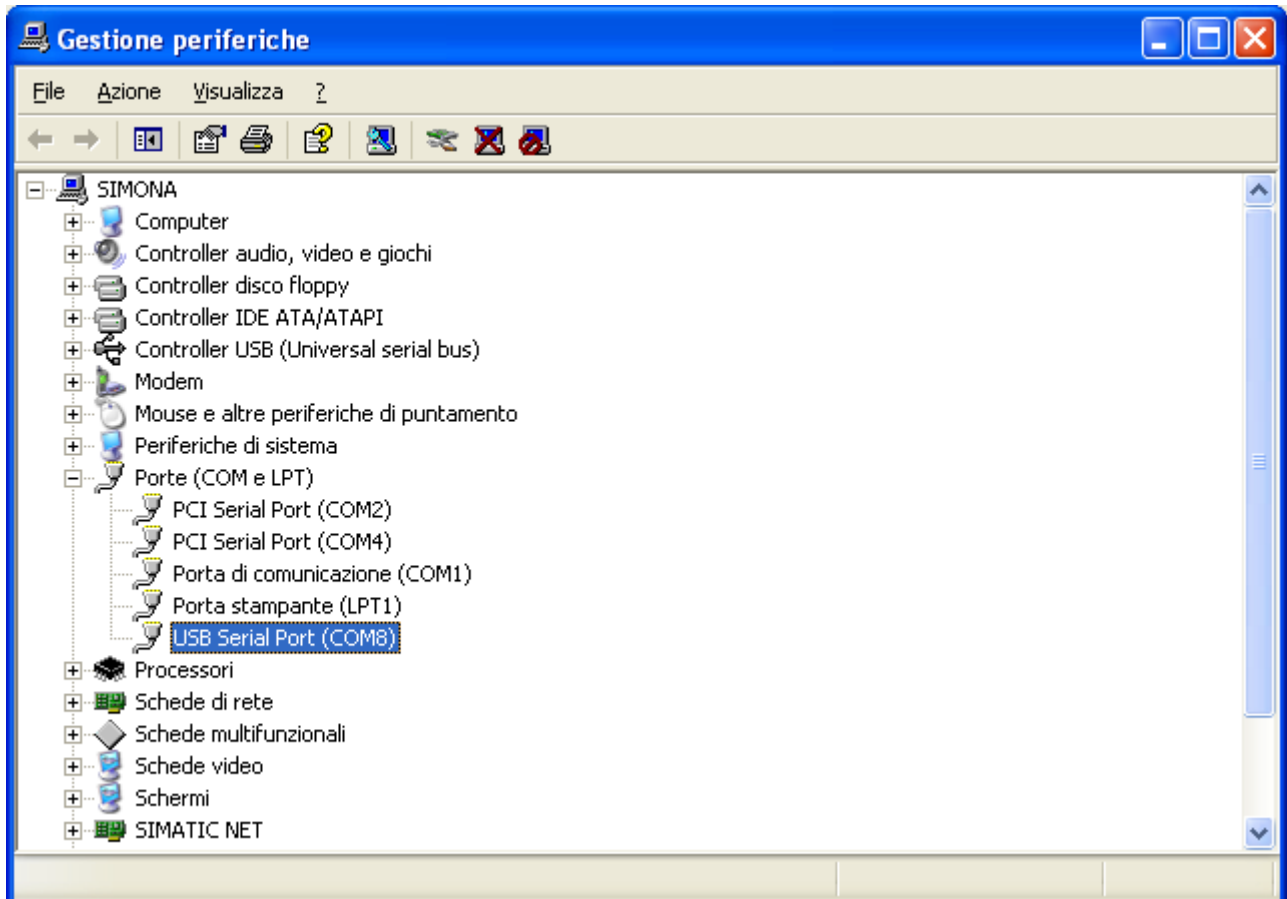 Gestione periferiche
File Azione Visualizza ?
SIMONA
Computer
Controller audio, video e giochi
Controller disco floppy
Controller IDE ATA/ATAPI
Controller USB (Universal serial bus)
Modem
Mouse e altre periferiche di puntamento
Periferiche di sistema
Porte (COM e LPT)
PCI Serial Port (COM2)
PCI Serial Port (COM4)
Porta di comunicazione (COM1)
Porta stampante (LPT1)
USB Serial Port (COM8)
Processori
Schede di rete
Schede multifunzionali
Schede video
Schermi
SIMATIC NET